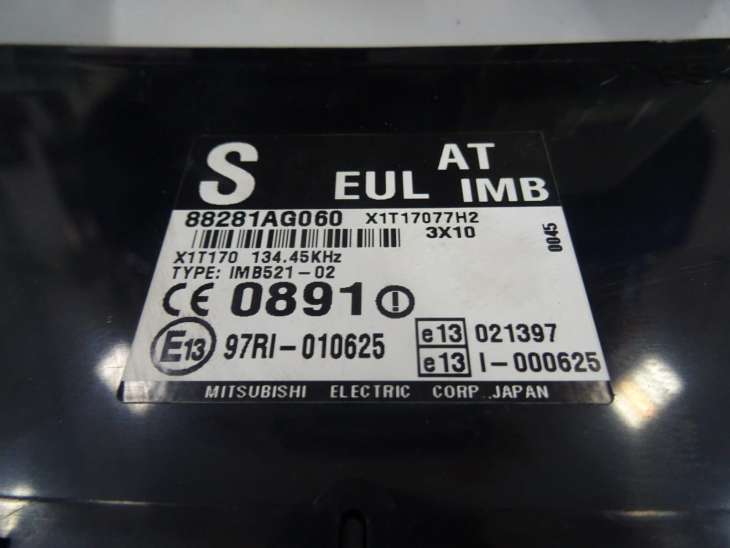 S EUL AT
IMB
88281AG060 X1T17077H2
3X10
0045
X1T170 134.45KHz
TYPE: IMB521-02
CE 0891
E13 97RI-010625
e13 021397
e13 I-000625
MITSUBISHI ELECTRIC CORP. JAPAN